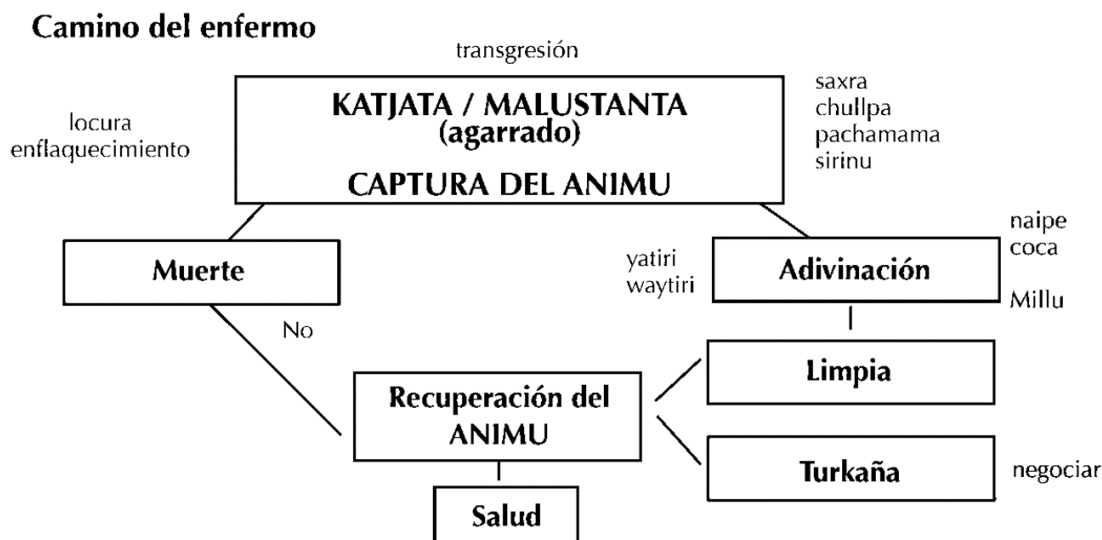 Camino del enfermo
transgresión
KATJATA / MALUSTANTA
(agarrado)
CAPTURA DEL ANIMU
locura
enflaquecimiento
saxra
chullpa
pachamama
sirinu
Muerte
yatiri
waytiri
Adivinación
naipe
coca
Millu
No
Limpia
Recuperación del
ANIMU
Turkaña
negociar
Salud